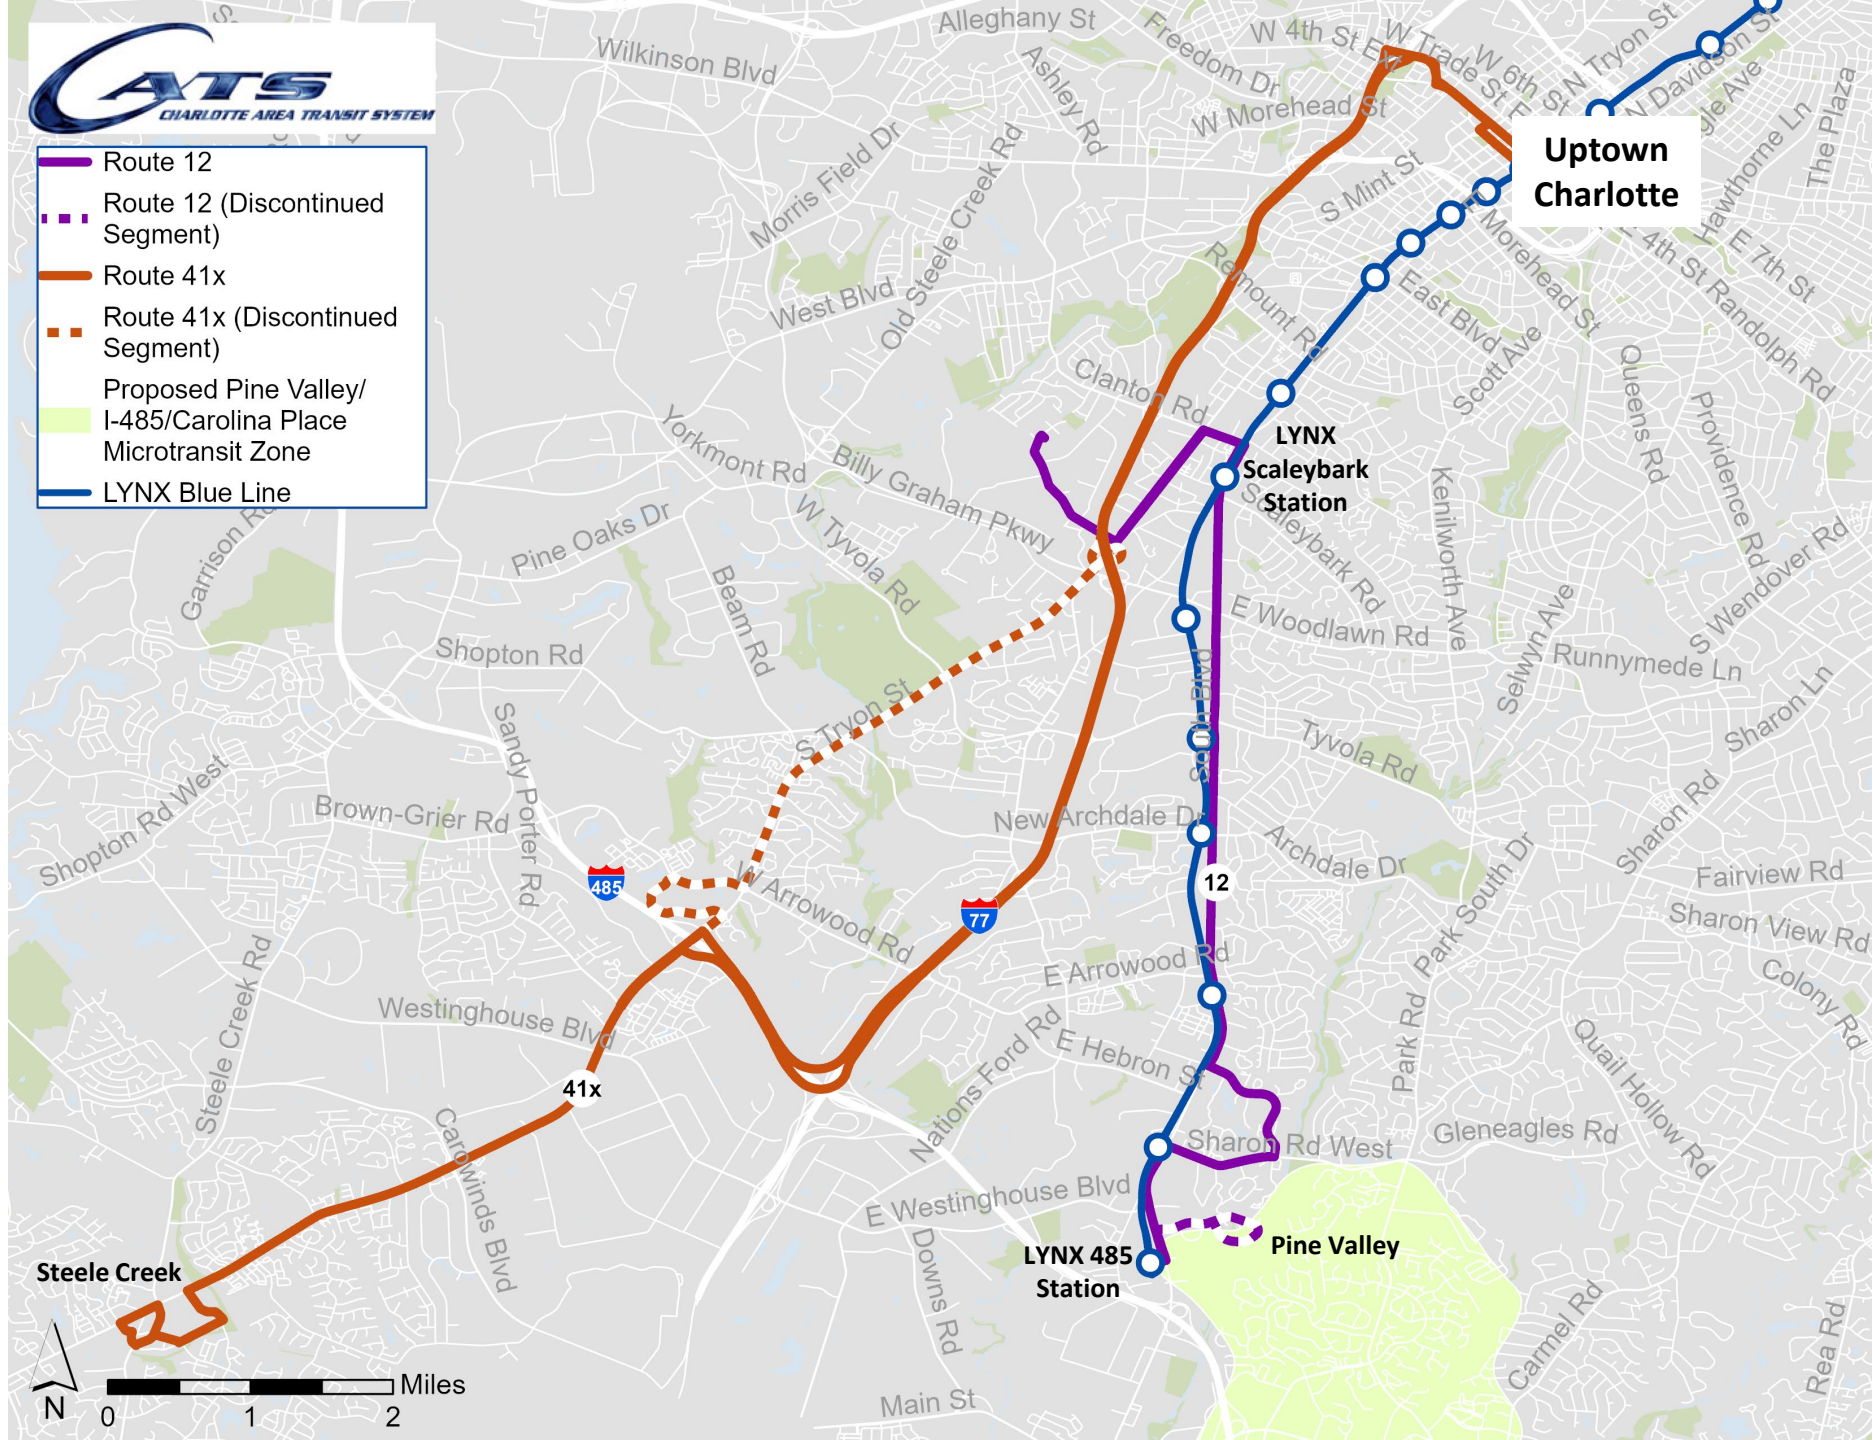 CATS
CHARLOTTE AREA TRANSIT SYSTEM
Route 12
Route 12 (Discontinued
Segment)
Route 41x
Route 41x (Discontinued
Segment)
Proposed Pine Valley/
I-485/Carolina Place
Microtransit Zone
LYNX Blue Line
Alleghany St
Wilkinson Blvd
Freedom Dr
Ashley Rd
W 4th St Ext
W Trade St
W 6th St
N Tryon St
N Davidson St
W Morehead St
Uptown
Charlotte
Hawthorne Ln
The Plaza
Morris Field Dr
Old Steele Creek Rd
S Mint St
E Morehead St
E 4th St
E 7th St
Randolph Rd
West Blvd
Remount Rd
East Blvd
Scott Ave
Queens Rd
Providence Rd
Clanton Rd
LYNX
Scaleybark
Station
Yorkmont Rd
Billy Graham Pkwy
W Tyvola Rd
Scaleybark Rd
Kenilworth Ave
S Wendover Rd
Garrison Rd
Pine Oaks Dr
Beam Rd
E Woodlawn Rd
Selwyn Ave
Runnymede Ln
Shopton Rd
S Tryon St
South Blvd
Tyvola Rd
Sharon Ln
Sandy Porter Rd
Shopton Rd West
Brown-Grier Rd
New Archdale Dr
Archdale Dr
Sharon Rd
Park South Dr
Fairview Rd
485
W Arrowood Rd
77
12
Sharon View Rd
E Arrowood Rd
Colony Rd
Steele Creek Rd
Westinghouse Blvd
Nations Ford Rd
E Hebron St
Park Rd
Quail Hollow Rd
41x
Carowinds Blvd
Sharon Rd West
Gleneagles Rd
E Westinghouse Blvd
Downs Rd
LYNX 485
Station
Pine Valley
Steele Creek
Carmel Rd
Rea Rd
Main St
N
0
1
2
Miles